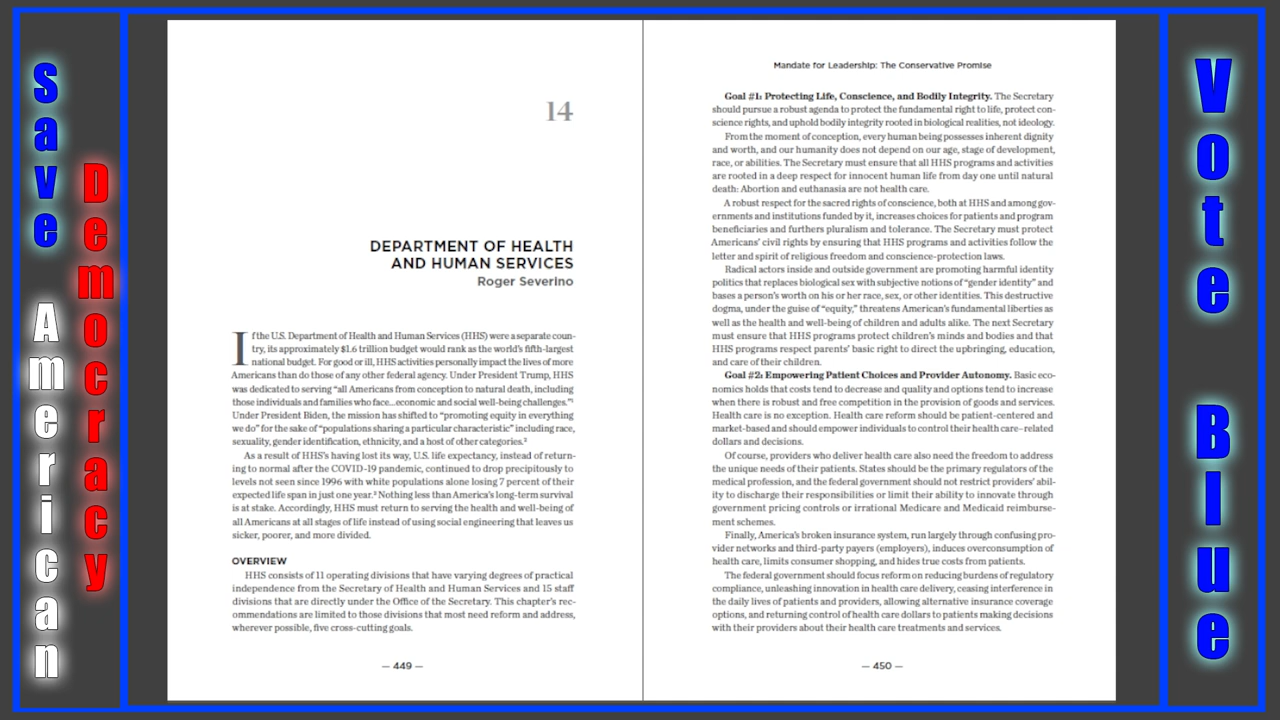 Save American
Democracy
14
DEPARTMENT OF HEALTH
AND HUMAN SERVICES
Roger Severino
If the U.S. Department of Health and Human Services (HHS) were a separate coun-
try, its approximately $1.6 trillion budget would rank as the world's fifth-largest
national budget. For good or ill, HHS activities personally impact the lives of more
Americans than do those of any other federal agency. Under President Trump, HHS
was dedicated to serving “all Americans from conception to natural death, including
those individuals and families who face...economic and social well-being challenges.”¹
Under President Biden, the mission has shifted to “promoting equity in everything
we do” for the sake of “populations sharing a particular characteristic” including race,
sexuality, gender identification, ethnicity, and a host of other categories.²
As a result of HHS's having lost its way, U.S. life expectancy, instead of return-
ing to normal after the COVID-19 pandemic, continued to drop precipitously to
levels not seen since 1996 with white populations alone losing 7 percent of their
expected life span in just one year.³ Nothing less than America's long-term survival
is at stake. Accordingly, HHS must return to serving the health and well-being of
all Americans at all stages of life instead of using social engineering that leaves us
sicker, poorer, and more divided.
OVERVIEW
HHS consists of 11 operating divisions that have varying degrees of practical
independence from the Secretary of Health and Human Services and 15 staff
divisions that are directly under the Office of the Secretary. This chapter's rec-
ommendations are limited to those divisions that most need reform and address,
wherever possible, five cross-cutting goals.
— 449 —
Mandate for Leadership: The Conservative Promise
Goal #1: Protecting Life, Conscience, and Bodily Integrity. The Secretary
should pursue a robust agenda to protect the fundamental right to life, protect con-
science rights, and uphold bodily integrity rooted in biological realities, not ideology.
From the moment of conception, every human being possesses inherent dignity
and worth, and our humanity does not depend on our age, stage of development,
race, or abilities. The Secretary must ensure that all HHS programs and activities
are rooted in a deep respect for innocent human life from day one until natural
death: Abortion and euthanasia are not health care.
A robust respect for the sacred rights of conscience, both at HHS and among gov-
ernments and institutions funded by it, increases choices for patients and program
beneficiaries and furthers pluralism and tolerance. The Secretary must protect
Americans' civil rights by ensuring that HHS programs and activities follow the
letter and spirit of religious freedom and conscience-protection laws.
Radical actors inside and outside government are promoting harmful identity
politics that replaces biological sex with subjective notions of “gender identity” and
bases a person's worth on his or her race, sex, or other identities. This destructive
dogma, under the guise of “equity,” threatens American's fundamental liberties as
well as the health and well-being of children and adults alike. The next Secretary
must ensure that HHS programs protect children's minds and bodies and that
HHS programs respect parents' basic right to direct the upbringing, education,
and care of their children.
Goal #2: Empowering Patient Choices and Provider Autonomy. Basic eco-
nomics holds that costs tend to decrease and quality and options tend to increase
when there is robust and free competition in the provision of goods and services.
Health care is no exception. Health care reform should be patient-centered and
market-based and should empower individuals to control their health care–related
dollars and decisions.
Of course, providers who deliver health care also need the freedom to address
the unique needs of their patients. States should be the primary regulators of the
medical profession, and the federal government should not restrict providers' abil-
ity to discharge their responsibilities or limit their ability to innovate through
government pricing controls or irrational Medicare and Medicaid reimburse-
ment schemes.
Finally, America's broken insurance system, run largely through confusing pro-
vider networks and third-party payers (employers), induces overconsumption of
health care, limits consumer shopping, and hides true costs from patients.
The federal government should focus reform on reducing burdens of regulatory
compliance, unleashing innovation in health care delivery, ceasing interference in
the daily lives of patients and providers, allowing alternative insurance coverage
options, and returning control of health care dollars to patients making decisions
with their providers about their health care treatments and services.
— 450 —
Vote Blue